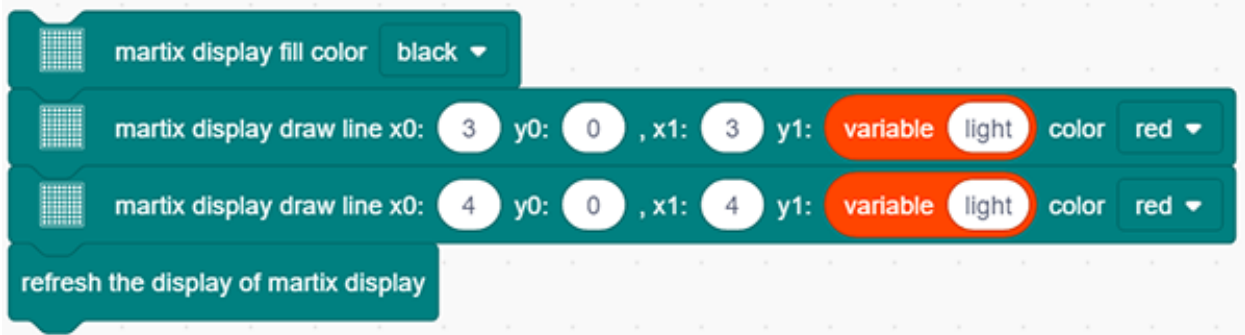 martix display fill color black
martix display draw line x0: 3 y0: 0 , x1: 3 y1: variable light color red
martix display draw line x0: 4 y0: 0 , x1: 4 y1: variable light color red
refresh the display of martix display